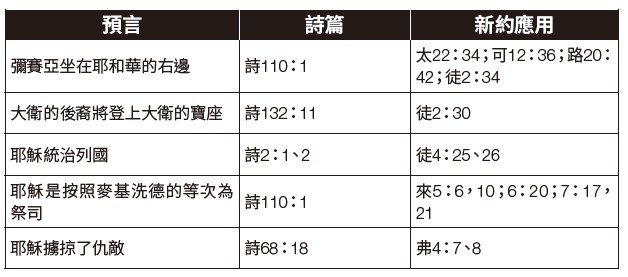 預言 詩篇 新約應用
彌賽亞坐在耶和華的右邊 詩110：1 太22：34；可12：36；路20：
42；徒2：34
大衛的後裔將登上大衛的寶座 詩132：11 徒2：30
耶穌統治列國 詩2：1、2 徒4：25、26
耶穌是按照麥基洗德的等次為
祭司 詩110：1 來5：6，10；6：20；7：17，
21
耶穌擄掠了仇敵 詩68：18 弗4：7、8